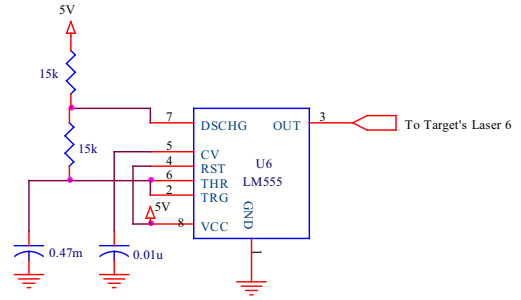 5V
15k
15k
7
DSCHG
OUT
3
To Target's Laser 6
5
CV
4
RST
U6
6
THR
LM555
2
TRG
5V
8
VCC
GND
1
0.47m
0.01u